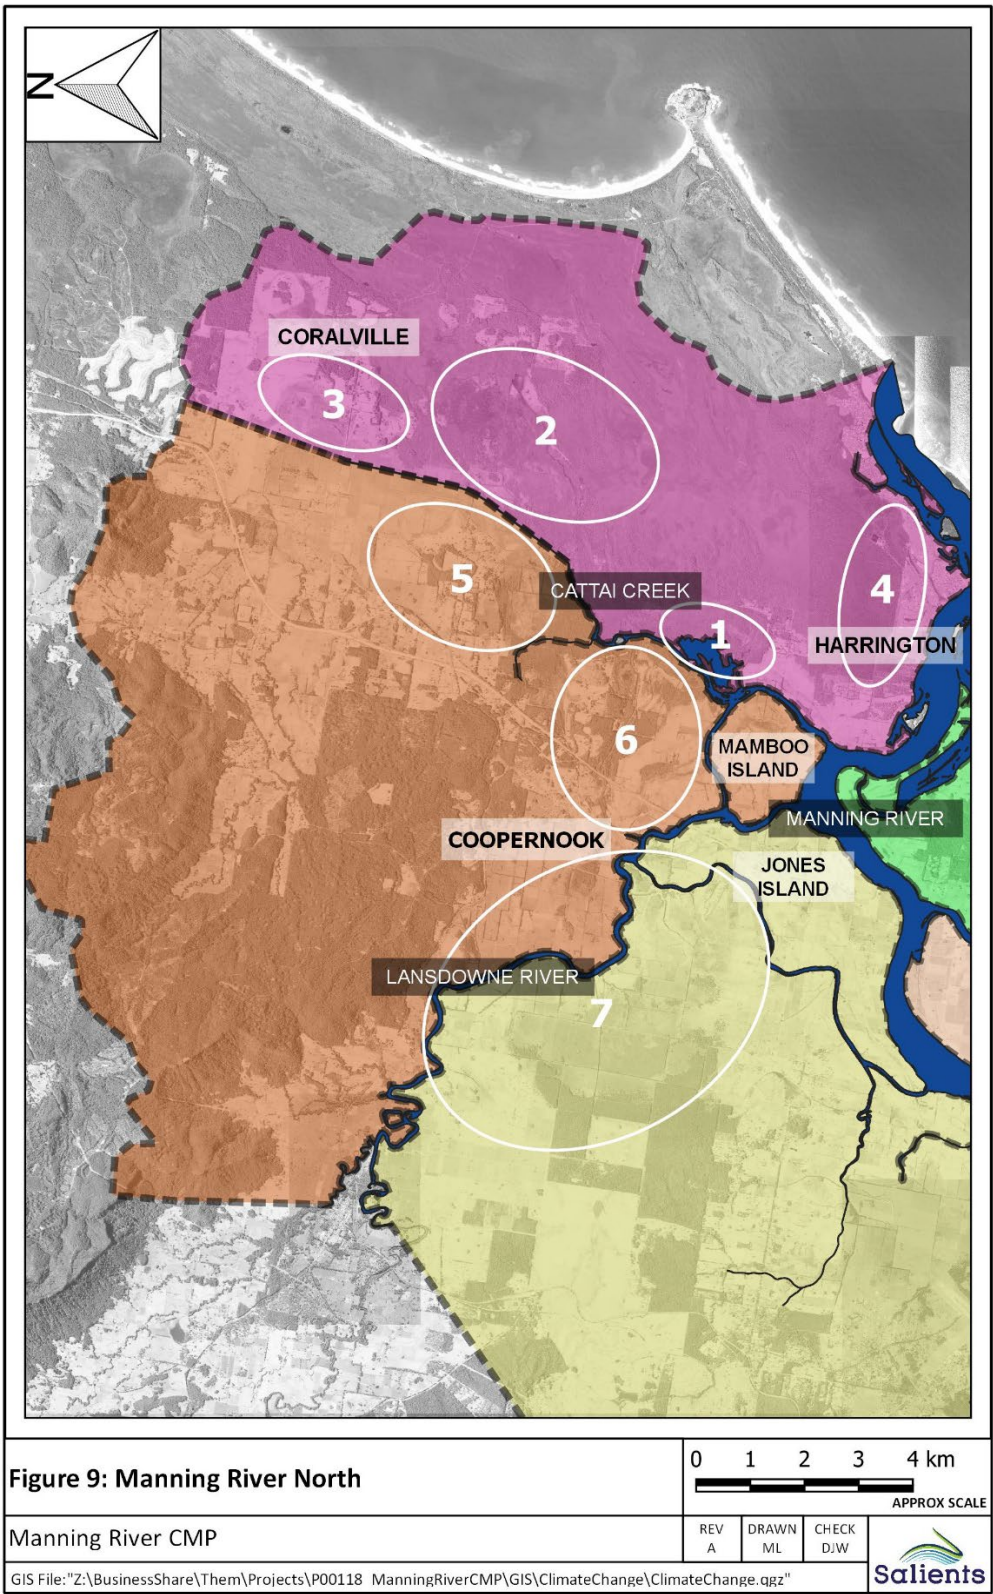 N
CORALVILLE
3
2
5
CATTAI CREEK
4
1
HARRINGTON
6
MAMBOO
ISLAND
MANNING RIVER
COOPERNOOK
JONES
ISLAND
LANSDOWNE RIVER
7
Figure 9: Manning River North
0 1 2 3 4 km
APPROX SCALE
Manning River CMP
REV
A
DRAWN
ML
CHECK
DJW
Salients
GIS File:"Z:\BusinessShare\Them\Projects\P00118_ManningRiverCMP\GIS\ClimateChange\ClimateChange.qgz"